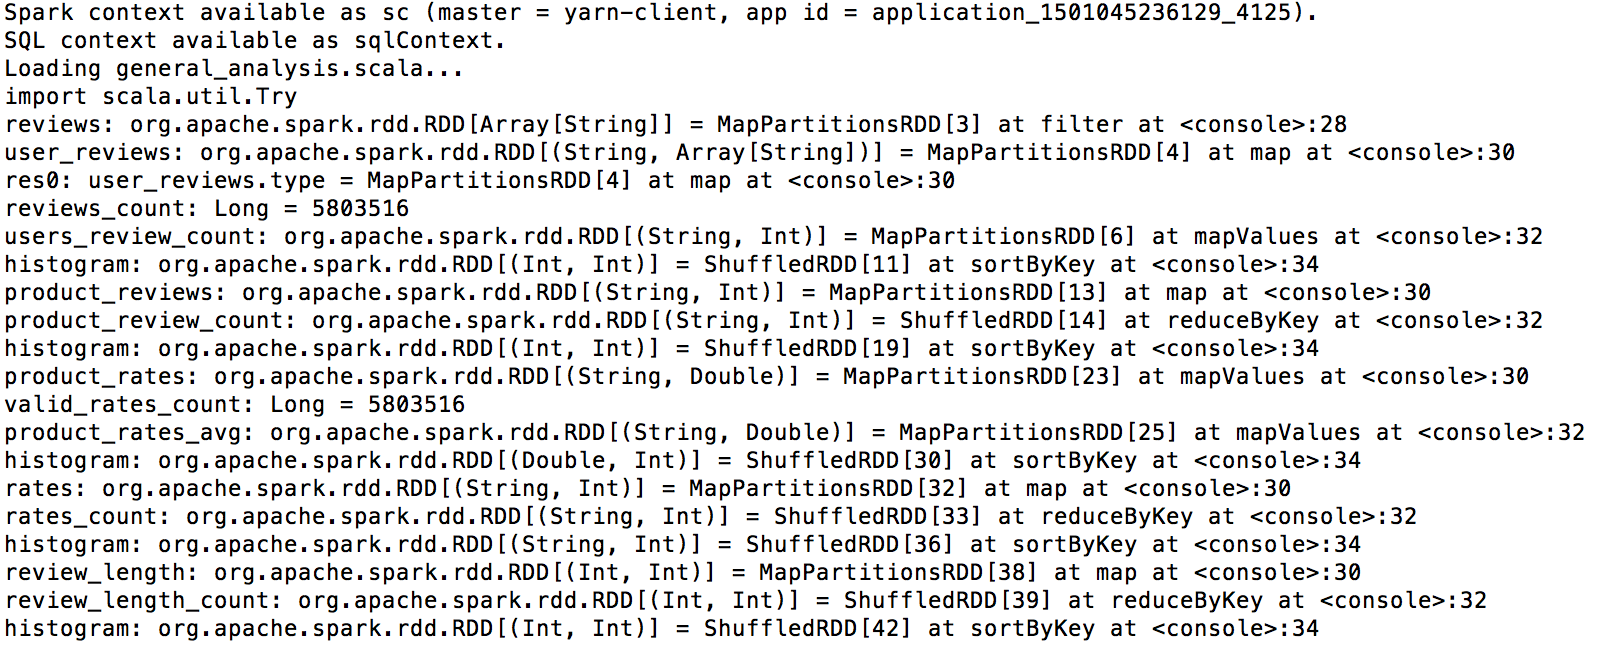 Spark context available as sc (master = yarn-client, app id = application_1501045236129_4125).
SQL context available as sqlContext.
Loading general_analysis.scala...
import scala.util.Try
reviews: org.apache.spark.rdd.RDD[Array[String]] = MapPartitionsRDD[3] at filter at <console>:28
user_reviews: org.apache.spark.rdd.RDD[(String, Array[String])] = MapPartitionsRDD[4] at map at <console>:30
res0: user_reviews.type = MapPartitionsRDD[4] at map at <console>:30
reviews_count: Long = 5803516
users_review_count: org.apache.spark.rdd.RDD[(String, Int)] = MapPartitionsRDD[6] at mapValues at <console>:32
histogram: org.apache.spark.rdd.RDD[(Int, Int)] = ShuffledRDD[11] at sortByKey at <console>:34
product_reviews: org.apache.spark.rdd.RDD[(String, Int)] = MapPartitionsRDD[13] at map at <console>:30
product_review_count: org.apache.spark.rdd.RDD[(String, Int)] = ShuffledRDD[14] at reduceByKey at <console>:32
histogram: org.apache.spark.rdd.RDD[(Int, Int)] = ShuffledRDD[19] at sortByKey at <console>:34
product_rates: org.apache.spark.rdd.RDD[(String, Double)] = MapPartitionsRDD[23] at mapValues at <console>:30
valid_rates_count: Long = 5803516
product_rates_avg: org.apache.spark.rdd.RDD[(String, Double)] = MapPartitionsRDD[25] at mapValues at <console>:32
histogram: org.apache.spark.rdd.RDD[(Double, Int)] = ShuffledRDD[30] at sortByKey at <console>:34
rates: org.apache.spark.rdd.RDD[(String, Int)] = MapPartitionsRDD[32] at map at <console>:30
rates_count: org.apache.spark.rdd.RDD[(String, Int)] = ShuffledRDD[33] at reduceByKey at <console>:32
histogram: org.apache.spark.rdd.RDD[(String, Int)] = ShuffledRDD[36] at sortByKey at <console>:34
review_length: org.apache.spark.rdd.RDD[(Int, Int)] = MapPartitionsRDD[38] at map at <console>:30
review_length_count: org.apache.spark.rdd.RDD[(Int, Int)] = ShuffledRDD[39] at reduceByKey at <console>:32
histogram: org.apache.spark.rdd.RDD[(Int, Int)] = ShuffledRDD[42] at sortByKey at <console>:34